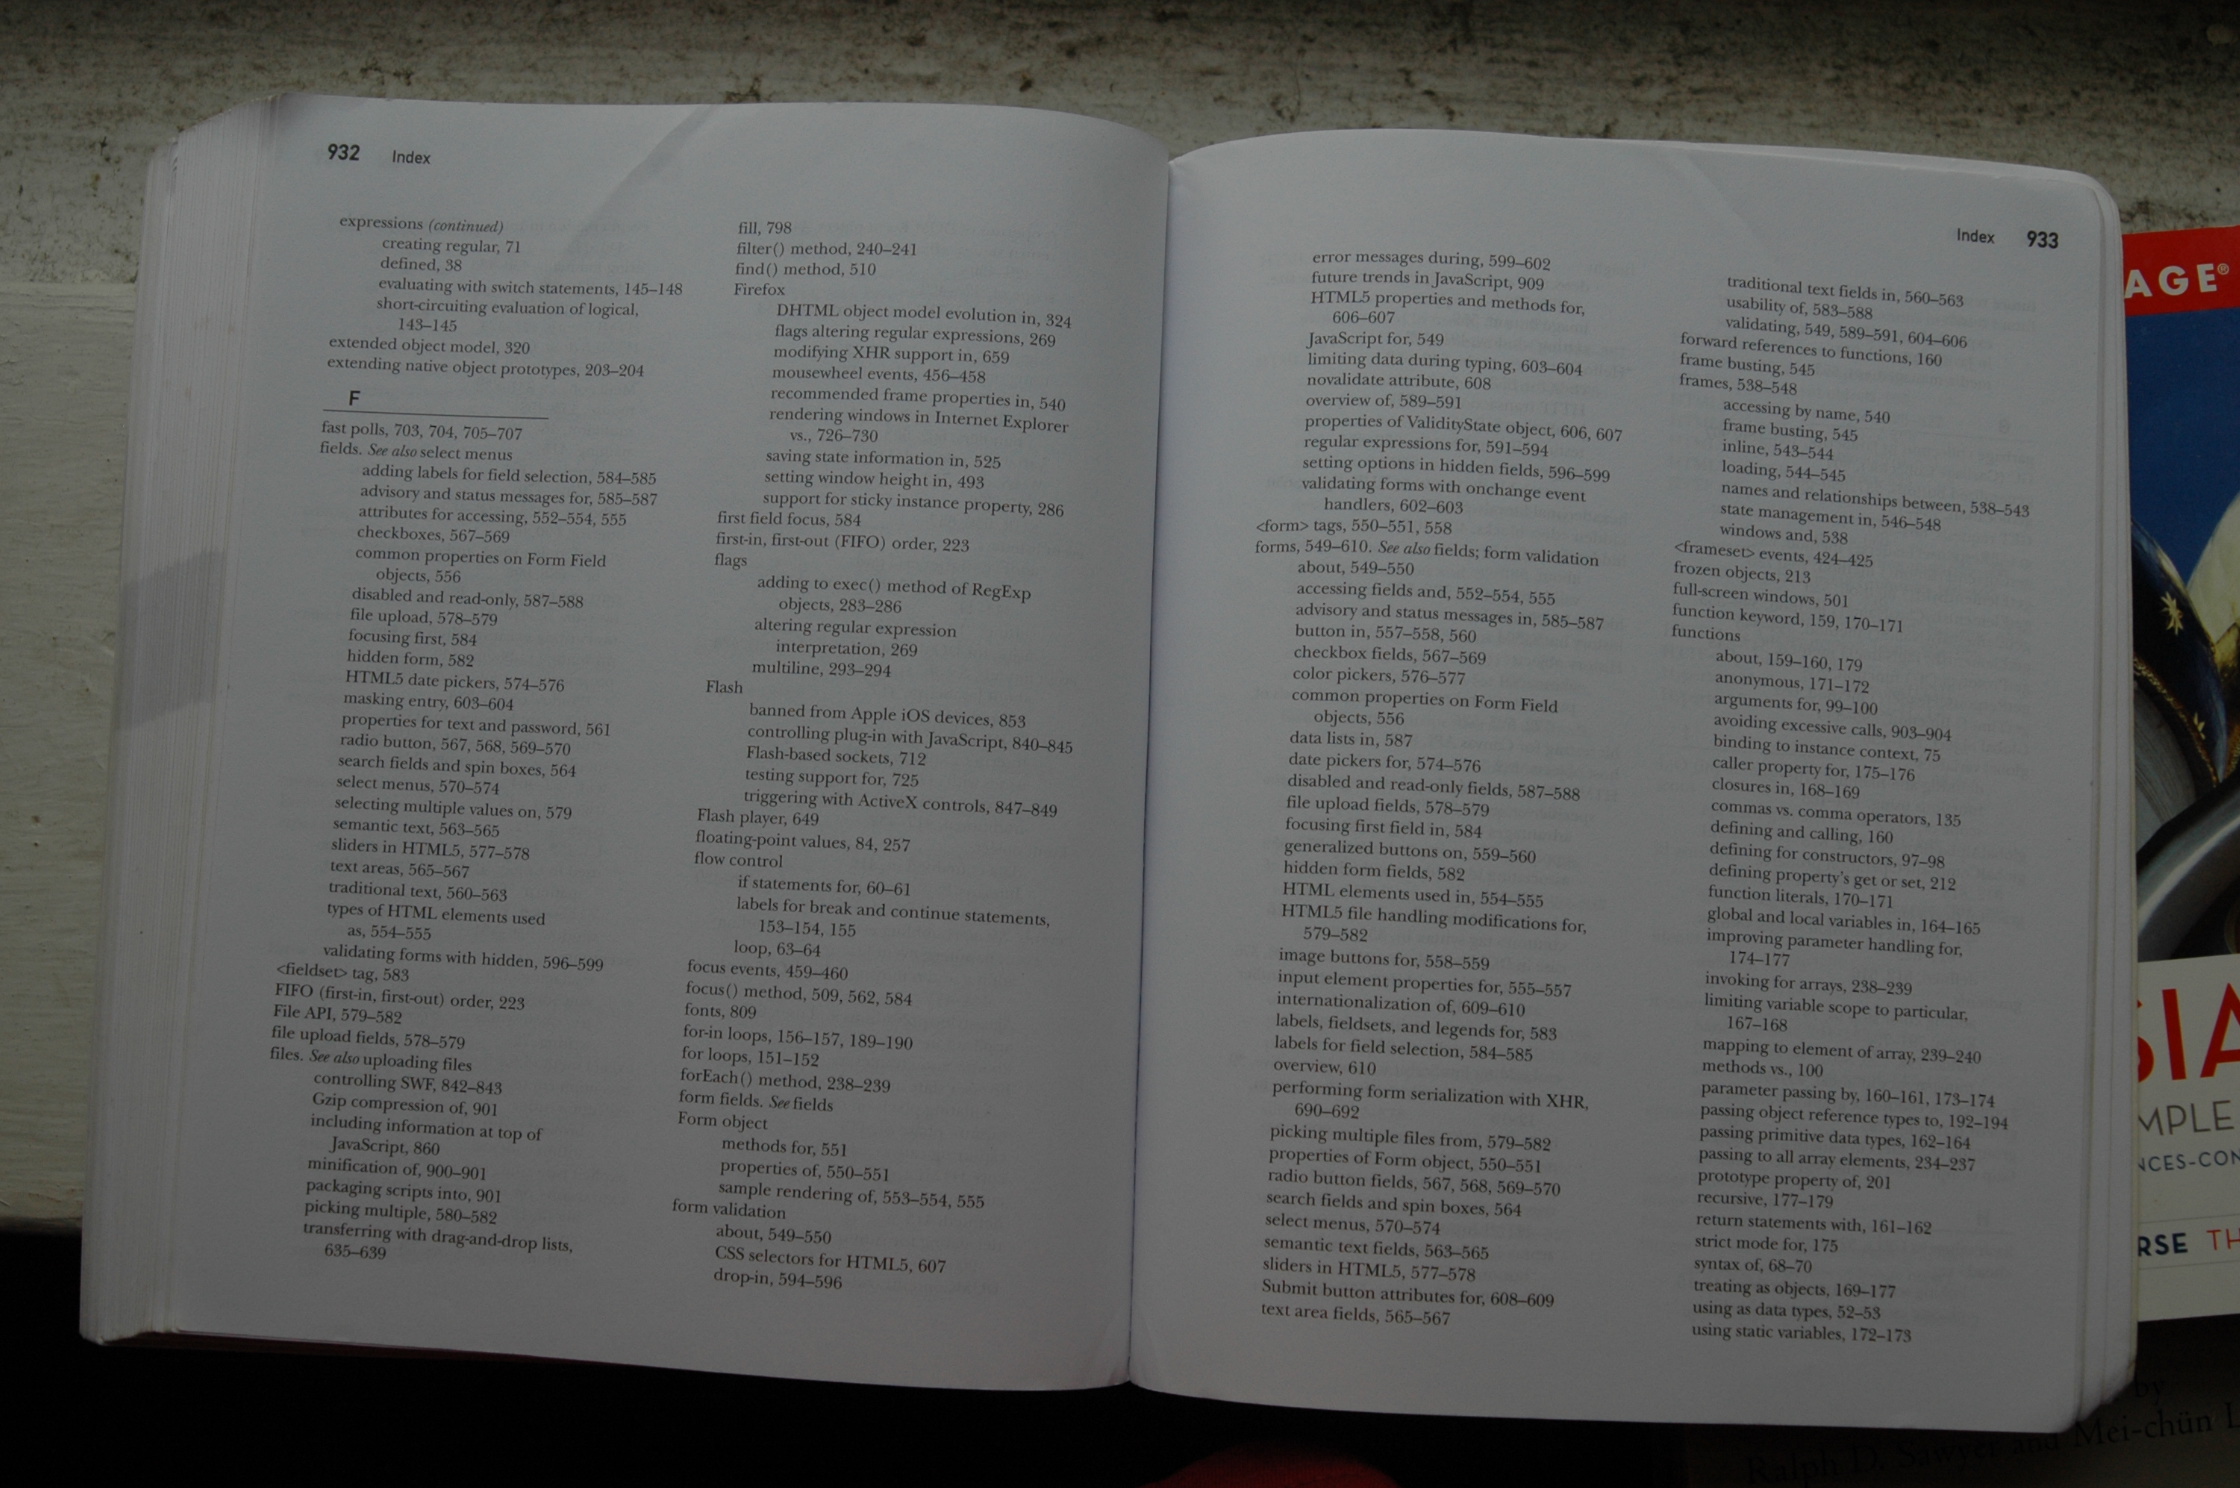 932 Index
expressions (continued)
creating regular, 71
defined, 38
evaluating with switch statements, 145–148
short-circuiting evaluation of logical,
143–145
extended object model, 320
extending native object prototypes, 203–204
F
fast polls, 703, 704, 705–707
fields. See also select menus
adding labels for field selection, 584–585
advisory and status messages for, 585–587
attributes for accessing, 552–554, 555
checkboxes, 567–569
common properties on Form Field
objects, 556
disabled and read-only, 587–588
file upload, 578–579
focusing first, 584
hidden form, 582
HTML5 date pickers, 574–576
masking entry, 603–604
properties for text and password, 561
radio button, 567, 568, 569–570
search fields and spin boxes, 564
select menus, 570–574
selecting multiple values on, 579
semantic text, 563–565
sliders in HTML5, 577–578
text areas, 565–567
traditional text, 560–563
types of HTML elements used
as, 554–555
validating forms with hidden, 596–599
<fieldset> tag, 583
FIFO (first-in, first-out) order, 223
File API, 579–582
file upload fields, 578–579
files. See also uploading files
controlling SWF, 842–843
Gzip compression of, 901
including information at top of
JavaScript, 860
minification of, 900–901
packaging scripts into, 901
picking multiple, 580–582
transferring with drag-and-drop lists,
635–639
fill, 798
filter() method, 240–241
find() method, 510
Firefox
DHTML object model evolution in, 324
flags altering regular expressions, 269
modifying XHR support in, 659
mousewheel events, 456–458
recommended frame properties in, 540
rendering windows in Internet Explorer
vs., 726–730
saving state information in, 525
setting window height in, 493
support for sticky instance property, 286
first field focus, 584
first-in, first-out (FIFO) order, 223
flags
adding to exec() method of RegExp
objects, 283–286
altering regular expression
interpretation, 269
multiline, 293–294
Flash
banned from Apple iOS devices, 853
controlling plug-in with JavaScript, 840–845
Flash-based sockets, 712
testing support for, 725
triggering with ActiveX controls, 847–849
Flash player, 649
floating-point values, 84, 257
flow control
if statements for, 60–61
labels for break and continue statements,
153–154, 155
loop, 63–64
focus events, 459–460
focus() method, 509, 562, 584
fonts, 809
for-in loops, 156–157, 189–190
for loops, 151–152
forEach() method, 238–239
form fields. See fields
Form object
methods for, 551
properties of, 550–551
sample rendering of, 553–554, 555
form validation
about, 549–550
CSS selectors for HTML5, 607
drop-in, 594–596
Index 933
error messages during, 599–602
future trends in JavaScript, 909
HTML5 properties and methods for,
606–607
JavaScript for, 549
limiting data during typing, 603–604
novalidate attribute, 608
overview of, 589–591
properties of ValidityState object, 606, 607
regular expressions for, 591–594
setting options in hidden fields, 596–599
validating forms with onchange event
handlers, 602–603
<form> tags, 550–551, 558
forms, 549–610. See also fields; form validation
about, 549–550
accessing fields and, 552–554, 555
advisory and status messages in, 585–587
button in, 557–558, 560
checkbox fields, 567–569
color pickers, 576–577
common properties on Form Field
objects, 556
data lists in, 587
date pickers for, 574–576
disabled and read-only fields, 587–588
file upload fields, 578–579
focusing first field in, 584
generalized buttons on, 559–560
hidden form fields, 582
HTML elements used in, 554–555
HTML5 file handling modifications for,
579–582
image buttons for, 558–559
input element properties for, 555–557
internationalization of, 609–610
labels, fieldsets, and legends for, 583
labels for field selection, 584–585
overview, 610
performing form serialization with XHR,
690–692
picking multiple files from, 579–582
properties of Form object, 550–551
radio button fields, 567, 568, 569–570
search fields and spin boxes, 564
select menus, 570–574
semantic text fields, 563–565
sliders in HTML5, 577–578
Submit button attributes for, 608–609
text area fields, 565–567
traditional text fields in, 560–563
usability of, 583–588
validating, 549, 589–591, 604–606
forward references to functions, 160
frame busting, 545
frames, 538–548
accessing by name, 540
frame busting, 545
inline, 543–544
loading, 544–545
names and relationships between, 538–543
state management in, 546–548
windows and, 538
<frameset> events, 424–425
frozen objects, 213
full-screen windows, 501
function keyword, 159, 170–171
functions
about, 159–160, 179
anonymous, 171–172
arguments for, 99–100
avoiding excessive calls, 903–904
binding to instance context, 75
caller property for, 175–176
closures in, 168–169
commas vs. comma operators, 135
defining and calling, 160
defining for constructors, 97–98
defining property's get or set, 212
function literals, 170–171
global and local variables in, 164–165
improving parameter handling for,
174–177
invoking for arrays, 238–239
limiting variable scope to particular,
167–168
mapping to element of array, 239–240
methods vs., 100
parameter passing by, 160–161, 173–174
passing object reference types to, 192–194
passing primitive data types, 162–164
passing to all array elements, 234–237
prototype property of, 201
recursive, 177–179
return statements with, 161–162
strict mode for, 175
syntax of, 68–70
treating as objects, 169–177
using as data types, 52–53
using static variables, 172–173
AGE®
SIA
MPLE
NCES-CON
RSE TH
by
Ralph D. Sawyer and Mei-chün L